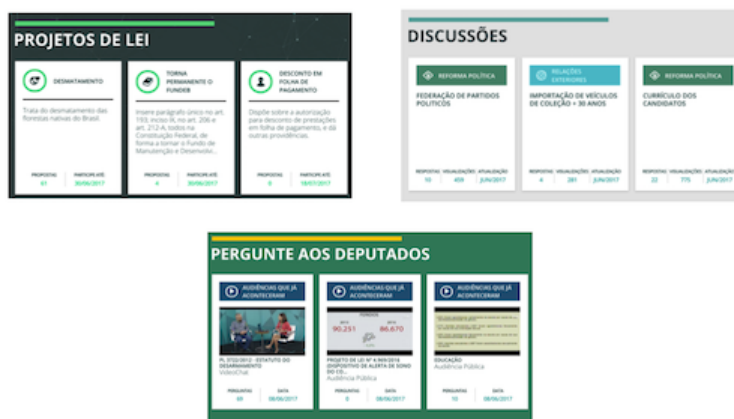 PROJETOS DE LEI
DESMATAMENTO
Trata do desmatamento das
florestas nativas do Brasil.
PROPOSTAS PARTICIPE ATÉ
61 30/06/2017
TORNA
PERMANENTE O
FUNDEB
Insere parágrafo único no art.
193; inciso IX, no art. 206 e
art. 212-A, todos na
Constituição Federal, de
forma a tornar o Fundo de
Manutenção e Desenvolvi...
PROPOSTAS PARTICIPE ATÉ
4 30/06/2017
DESCONTO EM
FOLHA DE
PAGAMENTO
Dispõe sobre a autorização
para desconto de prestações
em folha de pagamento, e dá
outras providências.
PROPOSTAS PARTICIPE ATÉ
0 18/07/2017
DISCUSSÕES
REFORMA POLÍTICA
FEDERAÇÃO DE PARTIDOS
POLÍTICOS
RESPOSTAS VISUALIZAÇÕES ATUALIZAÇÃO
10 459 JUN/2017
RELAÇÕES
EXTERIORES
IMPORTAÇÃO DE VEÍCULOS
DE COLEÇÃO < 30 ANOS
RESPOSTAS VISUALIZAÇÕES ATUALIZAÇÃO
4 281 JUN/2017
REFORMA POLÍTICA
CURRÍCULO DOS
CANDIDATOS
RESPOSTAS VISUALIZAÇÕES ATUALIZAÇÃO
22 775 JUN/2017
PERGUNTE AOS DEPUTADOS
AUDIÊNCIAS QUE JÁ
ACONTECERAM
PL 3722/2012 - ESTATUTO DO
DESARMAMENTO
VideoChat
PERGUNTAS DATA
69 08/06/2017
AUDIÊNCIAS QUE JÁ
ACONTECERAM
90.251 86.670
PROJETO DE LEI Nº 4.969/2016
(DISPOSITIVO DE ALERTA DE SONO
DO CO...
Audiência Pública
PERGUNTAS DATA
0 08/06/2017
AUDIÊNCIAS QUE JÁ
ACONTECERAM
EDUCAÇÃO
Audiência Pública
PERGUNTAS DATA
10 08/06/2017